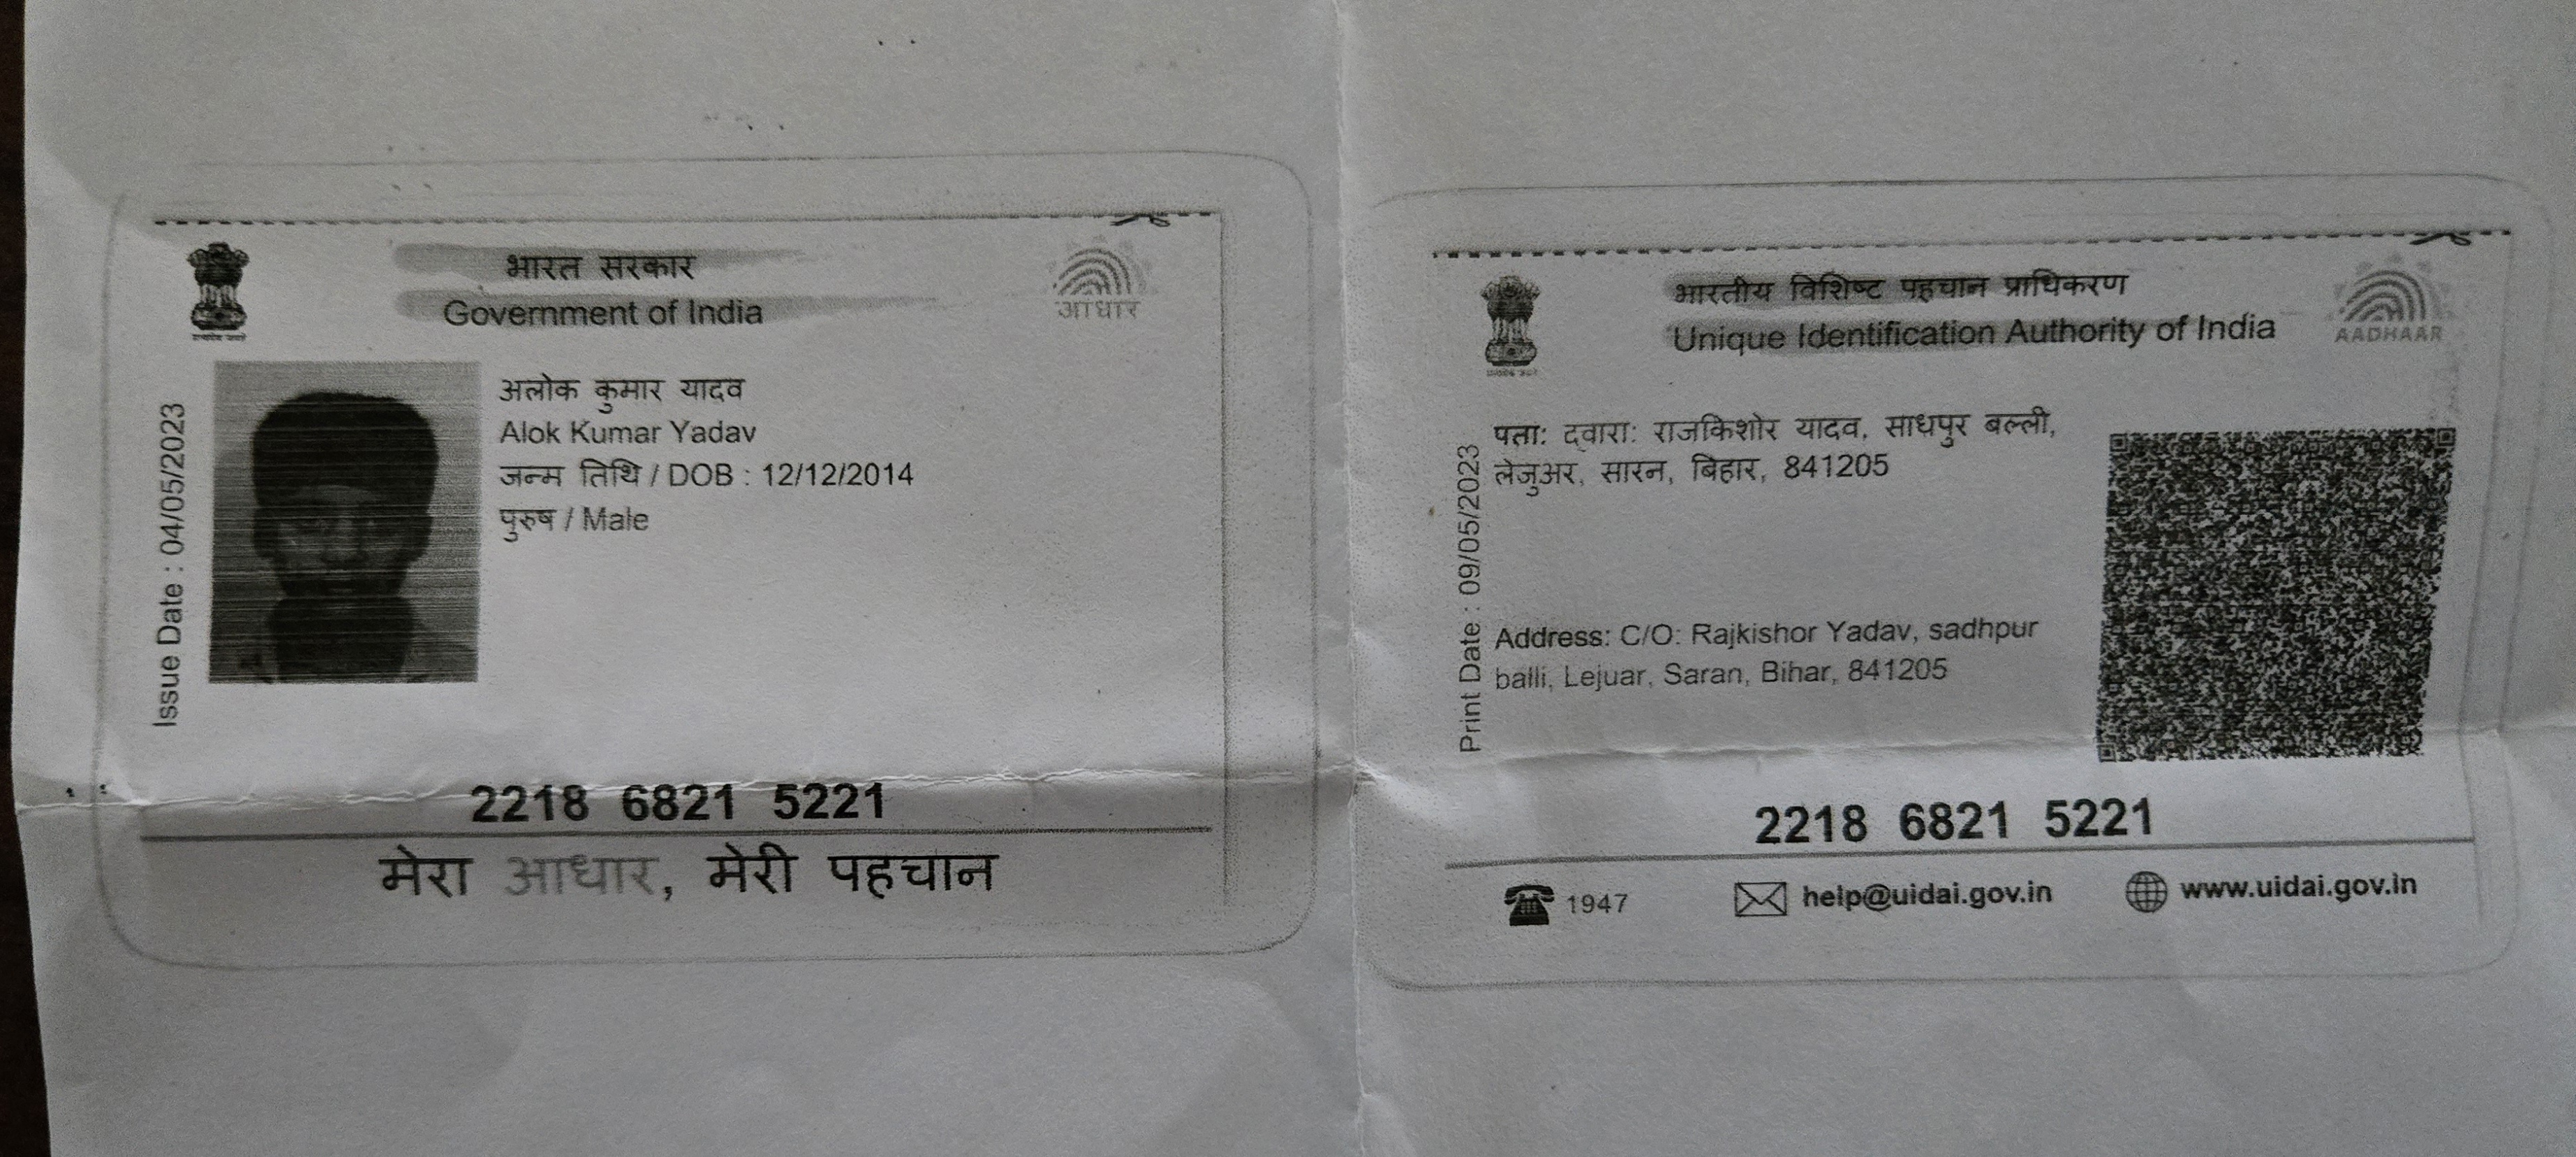 भारत सरकार
Government of India
आधार
Issue Date : 04/05/2023
अलोक कुमार यादव
Alok Kumar Yadav
जन्म तिथि / DOB : 12/12/2014
पुरुष / Male
2218 6821 5221
मेरा आधार, मेरी पहचान
भारतीय विशिष्ट पहचान प्राधिकरण
Unique Identification Authority of India
AADHAAR
Print Date : 09/05/2023
पता: द्वारा: राजकिशोर यादव, साधपुर बल्ली,
लेजुअर, सारन, बिहार, 841205
Address: C/O: Rajkishor Yadav, sadhpur
balli, Lejuar, Saran, Bihar, 841205
2218 6821 5221
1947
help@uidai.gov.in
www.uidai.gov.in